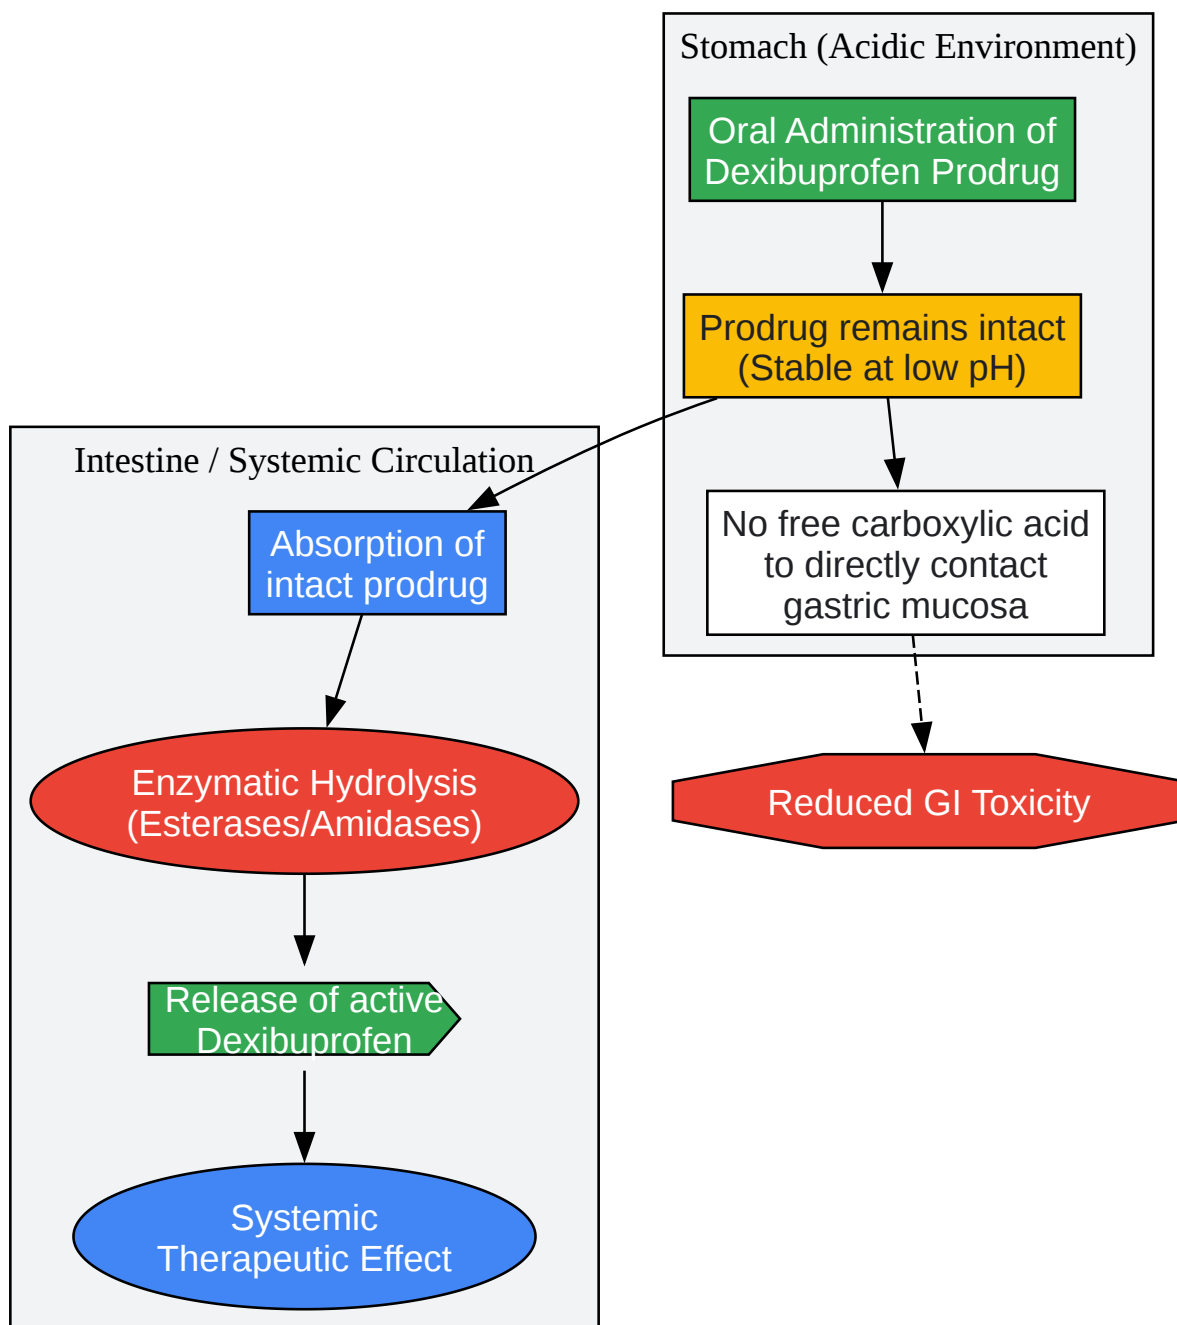 Stomach (Acidic Environment)
Oral Administration of
Dexibuprofen Prodrug
Prodrug remains intact
(Stable at low pH)
No free carboxylic acid
to directly contact
gastric mucosa
Reduced GI Toxicity
Intestine / Systemic Circulation
Absorption of
intact prodrug
Enzymatic Hydrolysis
(Esterases/Amidases)
Release of active
Dexibuprofen
Systemic
Therapeutic Effect